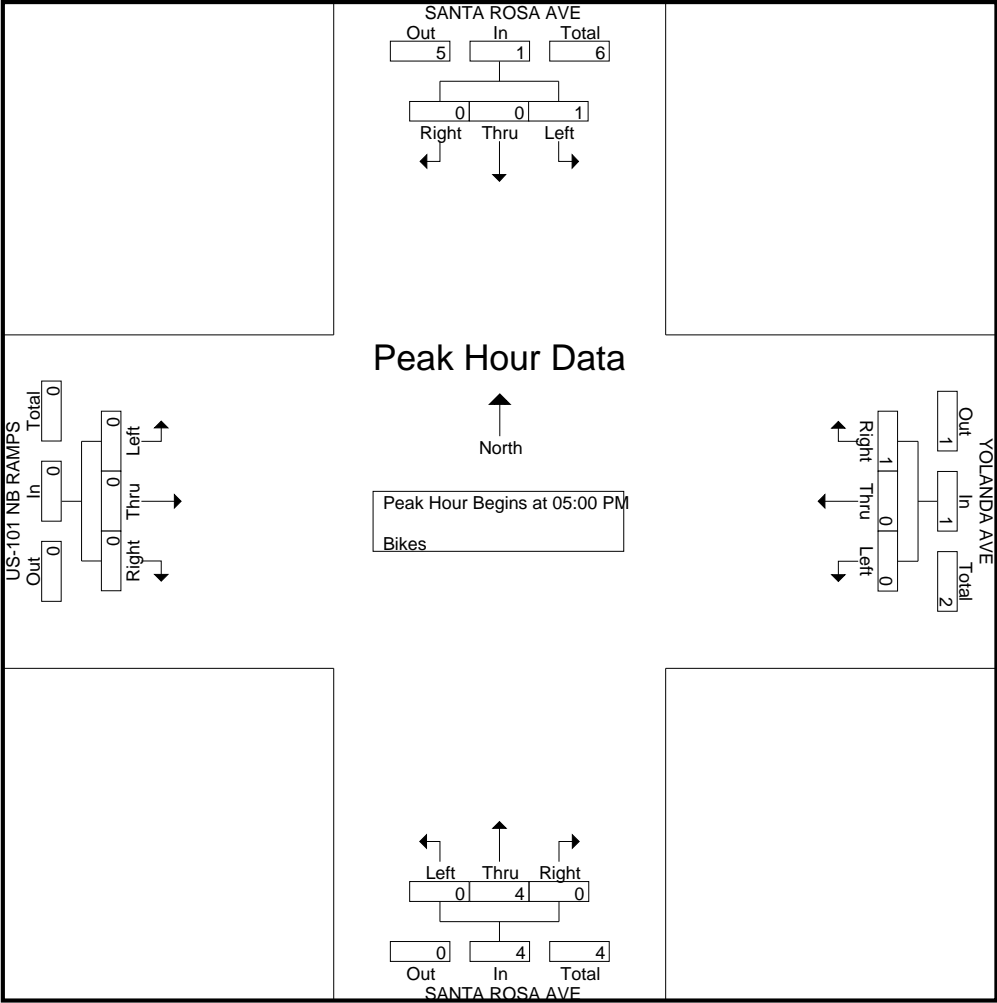 SANTA ROSA AVE
Out In Total
5 1 6
0 0 1
Right Thru Left
Peak Hour Data
North
Peak Hour Begins at 05:00 PM
Bikes
US-101 NB RAMPS
Out In Total
0 0 0
Right Thru Left
0 0 0
YOLANDA AVE
Out In Total
1 1 2
Right Thru Left
1 0 0
Left Thru Right
0 4 0
0 4 4
Out In Total
SANTA ROSA AVE